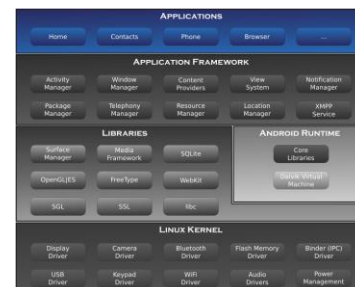 APPLICATIONS
Home Contacts Phone Browser ...
APPLICATION FRAMEWORK
Activity Manager Window Manager Content Providers View System Notification Manager
Package Manager Telephony Manager Resource Manager Location Manager XMPP Service
LIBRARIES
Surface Manager Media Framework SQLite
OpenGL|ES FreeType WebKit
SGL SSL libc
ANDROID RUNTIME
Core Libraries
Dalvik Virtual Machine
LINUX KERNEL
Display Driver Camera Driver Bluetooth Driver Flash Memory Driver Binder (IPC) Driver
USB Driver Keypad Driver WiFi Driver Audio Drivers Power Management